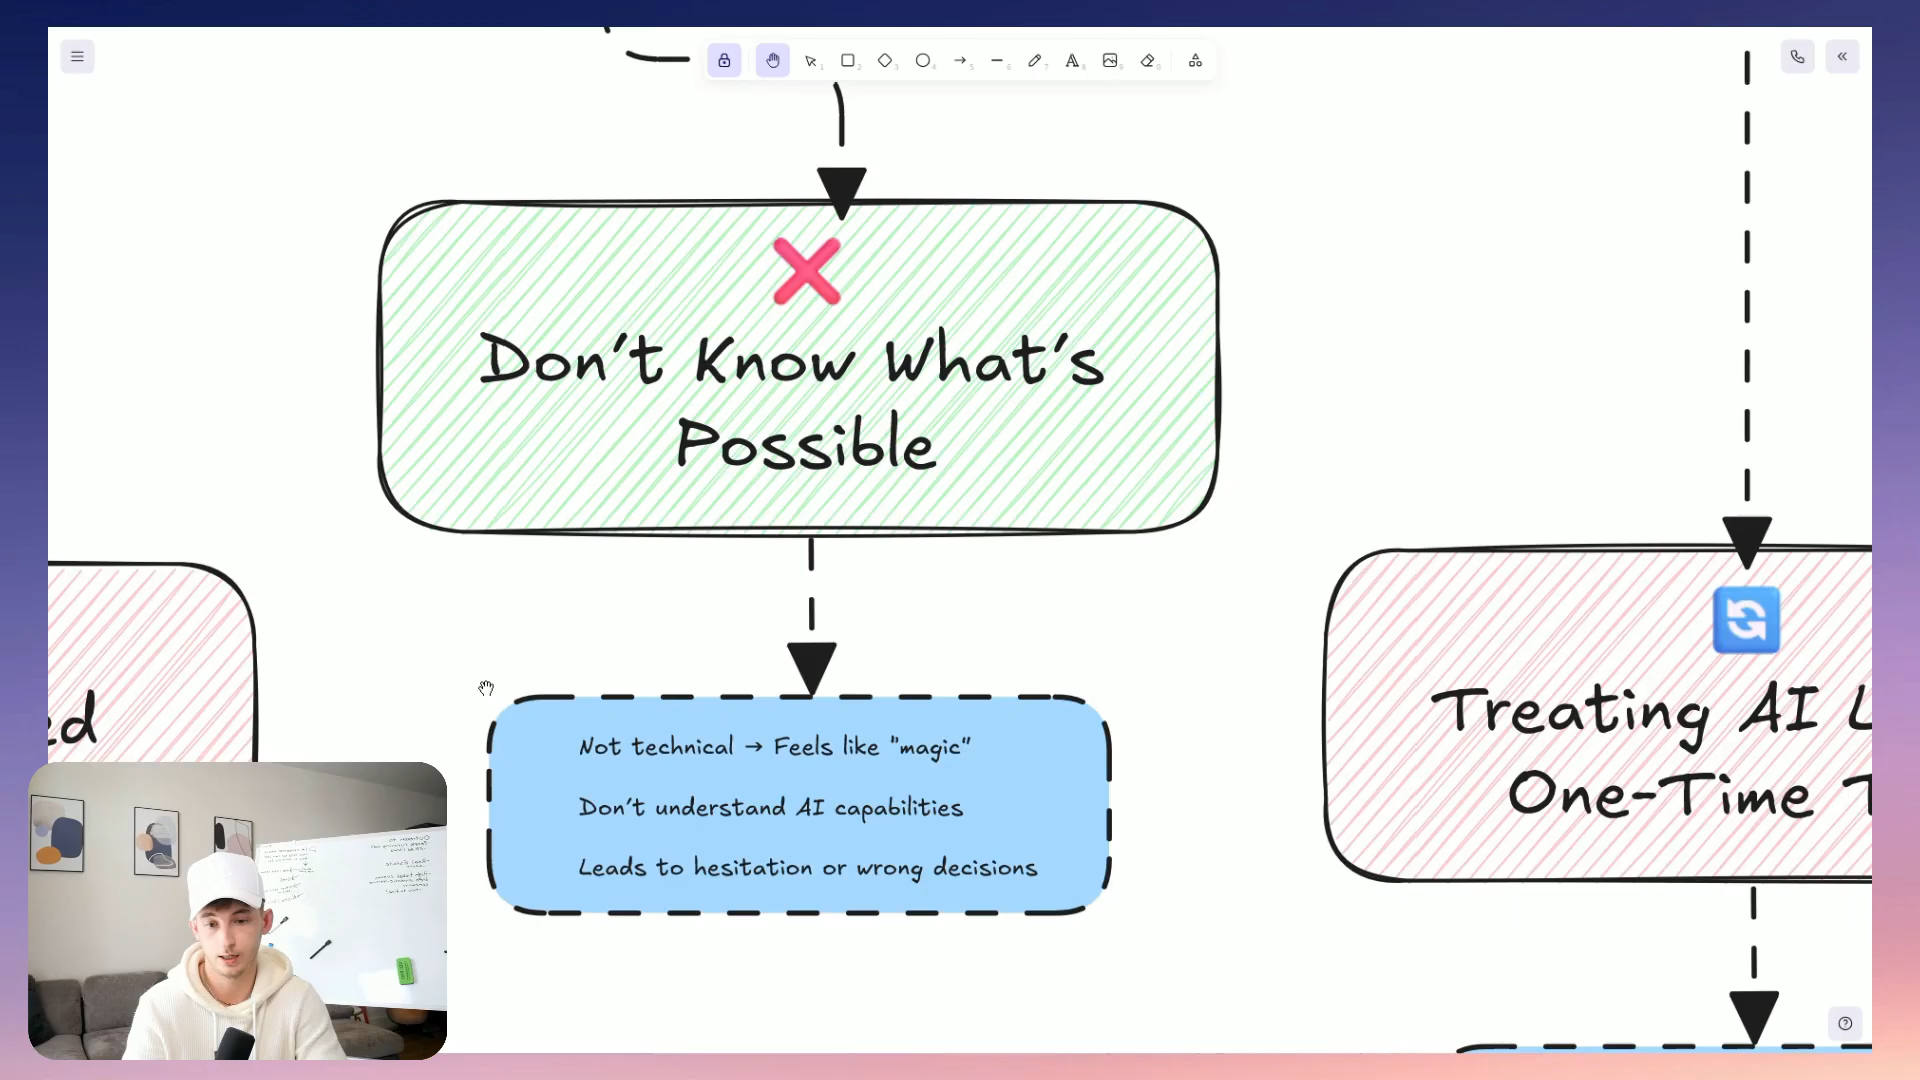 Don't Know What's
Possible
Not technical → Feels like "magic"
Don't understand AI capabilities
Leads to hesitation or wrong decisions
ed
Treating AI L
One-Time T